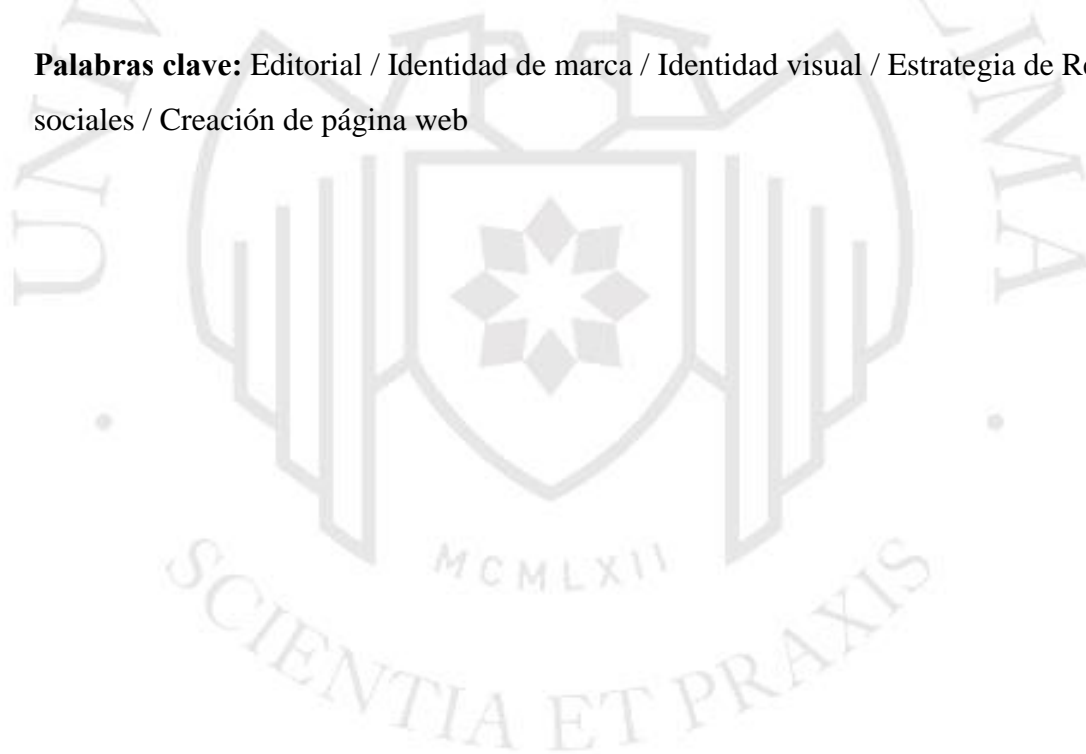 Palabras clave: Editorial / Identidad de marca / Identidad visual / Estrategia de
sociales / Creación de página web
MCMLXII
SCIENTIA ET PRAXIS